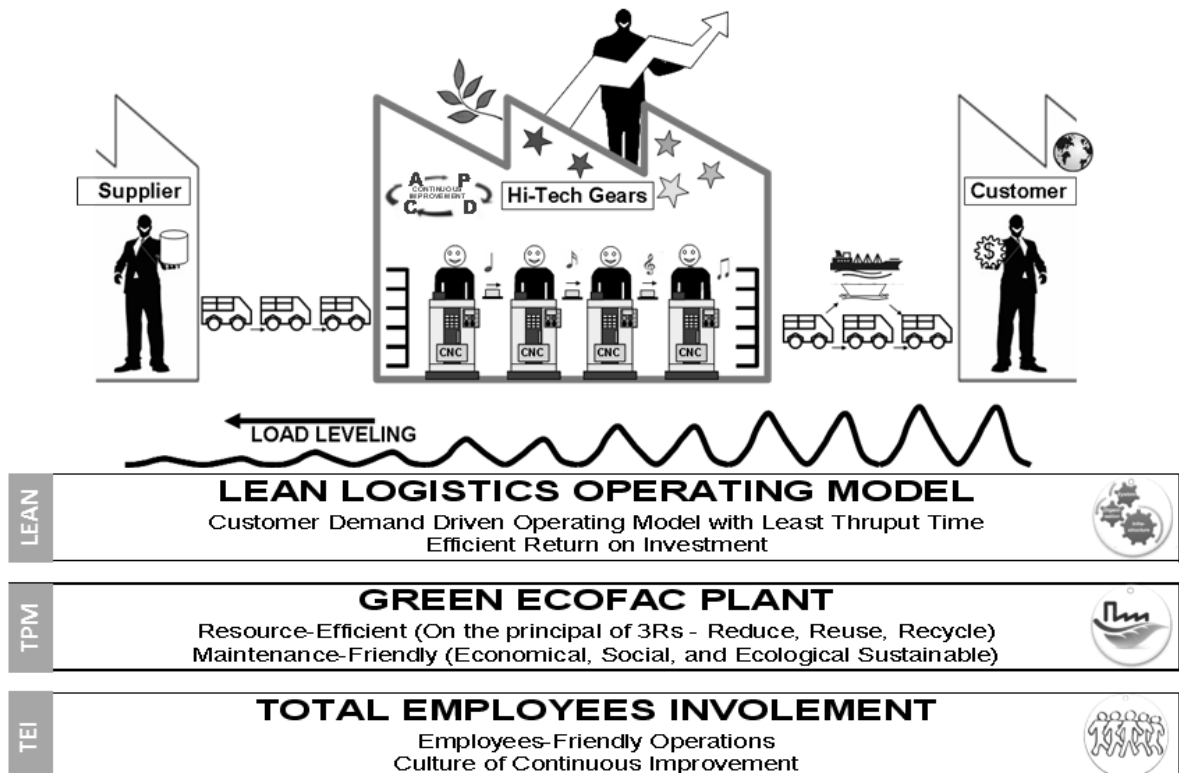 Supplier
A P
CONTINUOUS
IMPROVEMENT
C D
Hi-Tech Gears
Customer
$
CNC CNC CNC CNC
LOAD LEVELING
LEAN
LEAN LOGISTICS OPERATING MODEL
Customer Demand Driven Operating Model with Least Thruput Time
Efficient Return on Investment
TPM
GREEN ECOFAC PLANT
Resource-Efficient (On the principal of 3Rs - Reduce, Reuse, Recycle)
Maintenance-Friendly (Economical, Social, and Ecological Sustainable)
TEI
TOTAL EMPLOYEES INVOLEMENT
Employees-Friendly Operations
Culture of Continuous Improvement